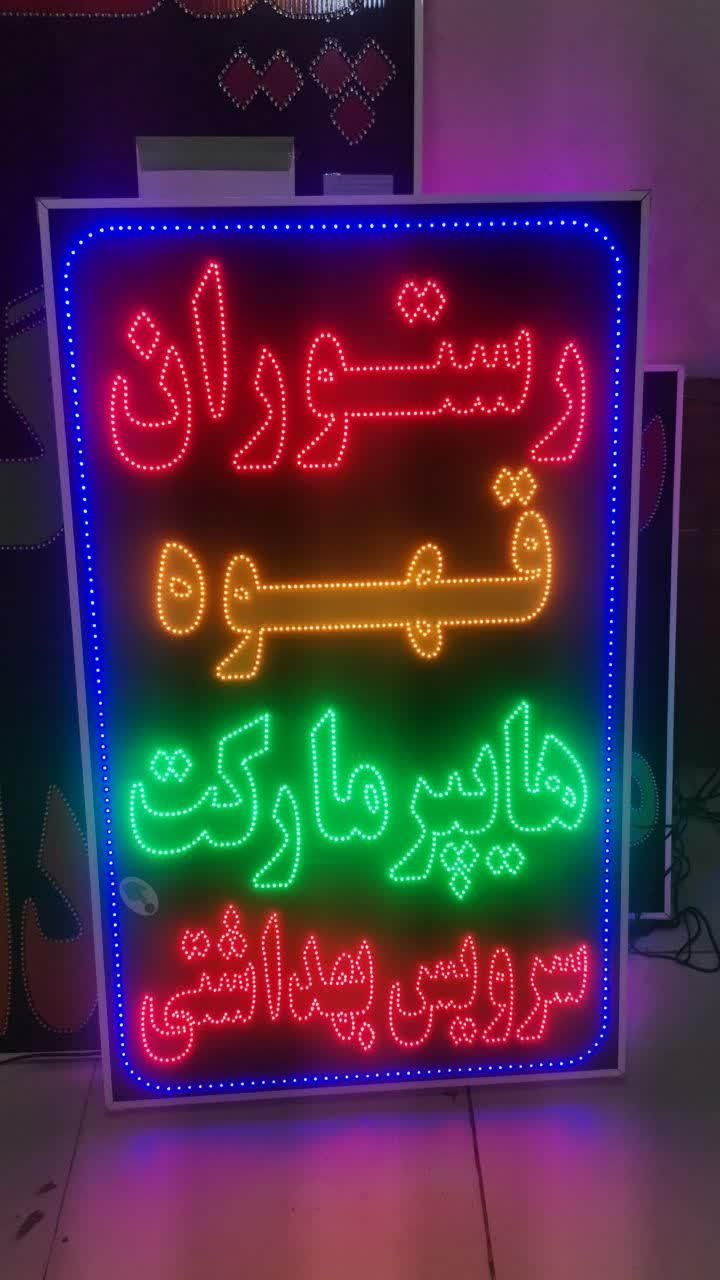 رستوران
قهوه
هایپر مارکت
سرویس بهداشتی